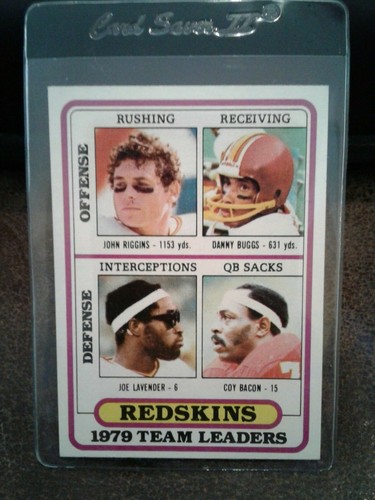 Card Saver II®
RUSHING
RECEIVING
OFFENSE
JOHN RIGGINS - 1153 yds.
DANNY BUGGS - 631 yds.
INTERCEPTIONS
QB SACKS
DEFENSE
JOE LAVENDER - 6
COY BACON - 15
REDSKINS
1979 TEAM LEADERS